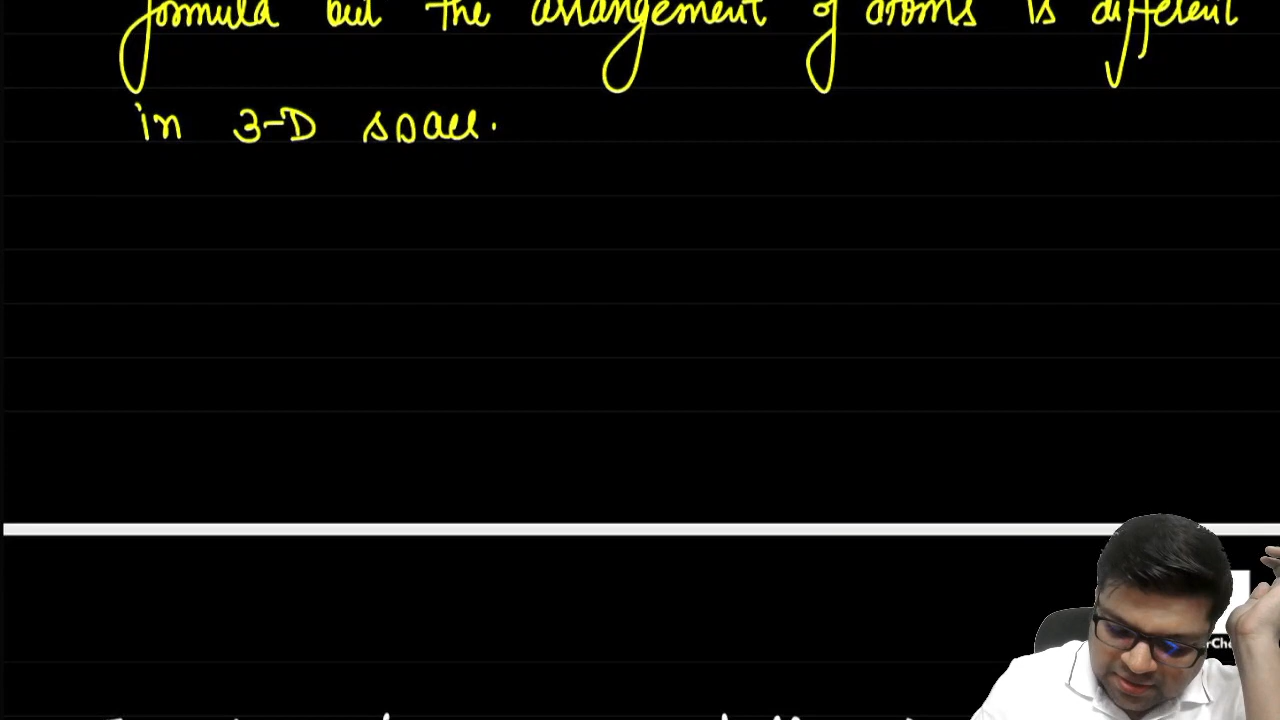 formula but the arrangement of atoms is different
in 3-D space.